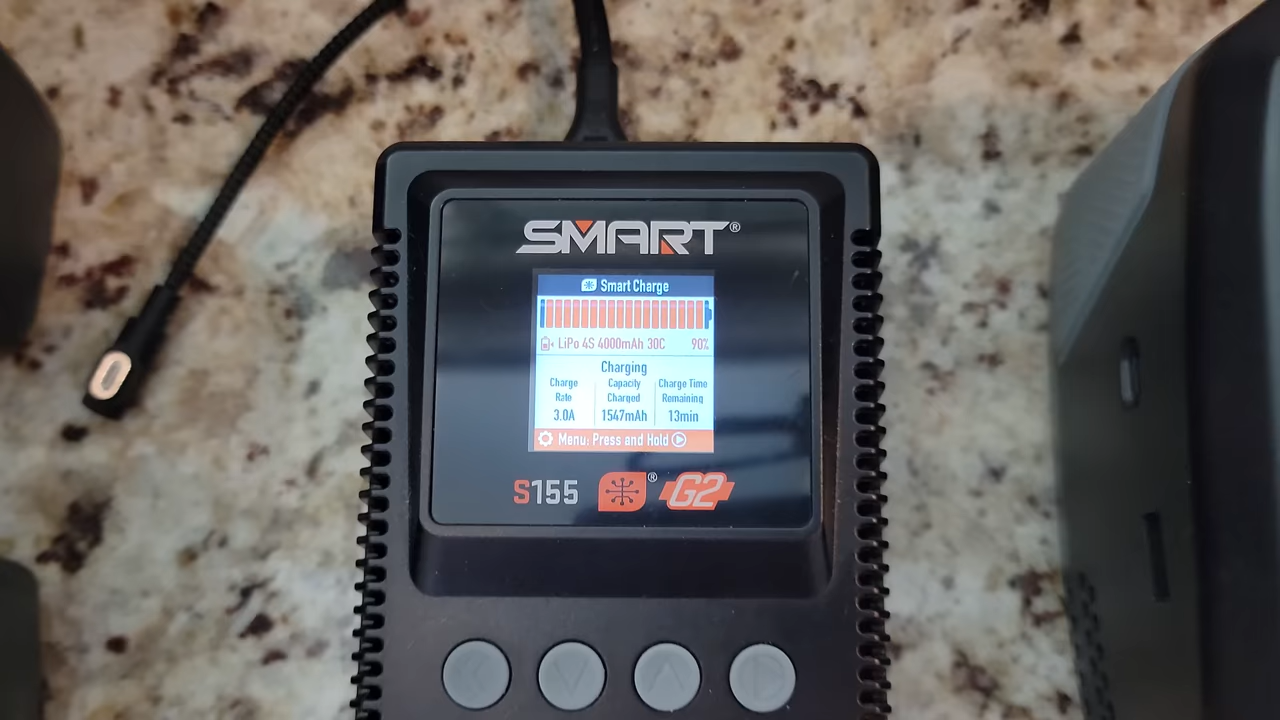 SMART®
Smart Charge
LiPo 4S 4000mAh 30C 90%
Charging
Charge Rate
Capacity Charged
Charge Time Remaining
3.0A 1547mAh 13min
Menu: Press and Hold
S155 ® G2